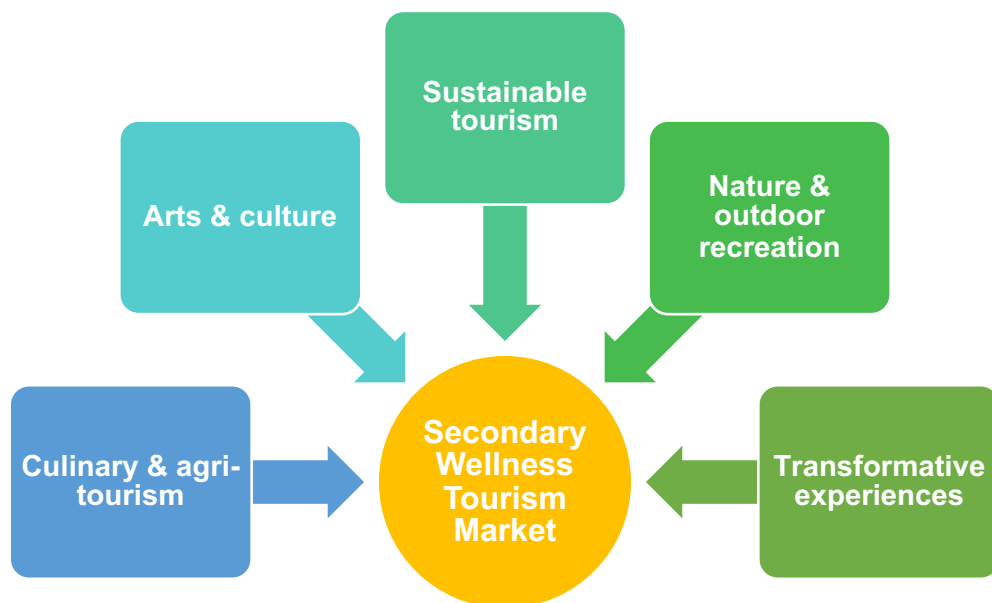 Sustainable
tourism
Arts & culture
Nature &
outdoor
recreation
Culinary & agri-
tourism
Secondary
Wellness
Tourism
Market
Transformative
experiences